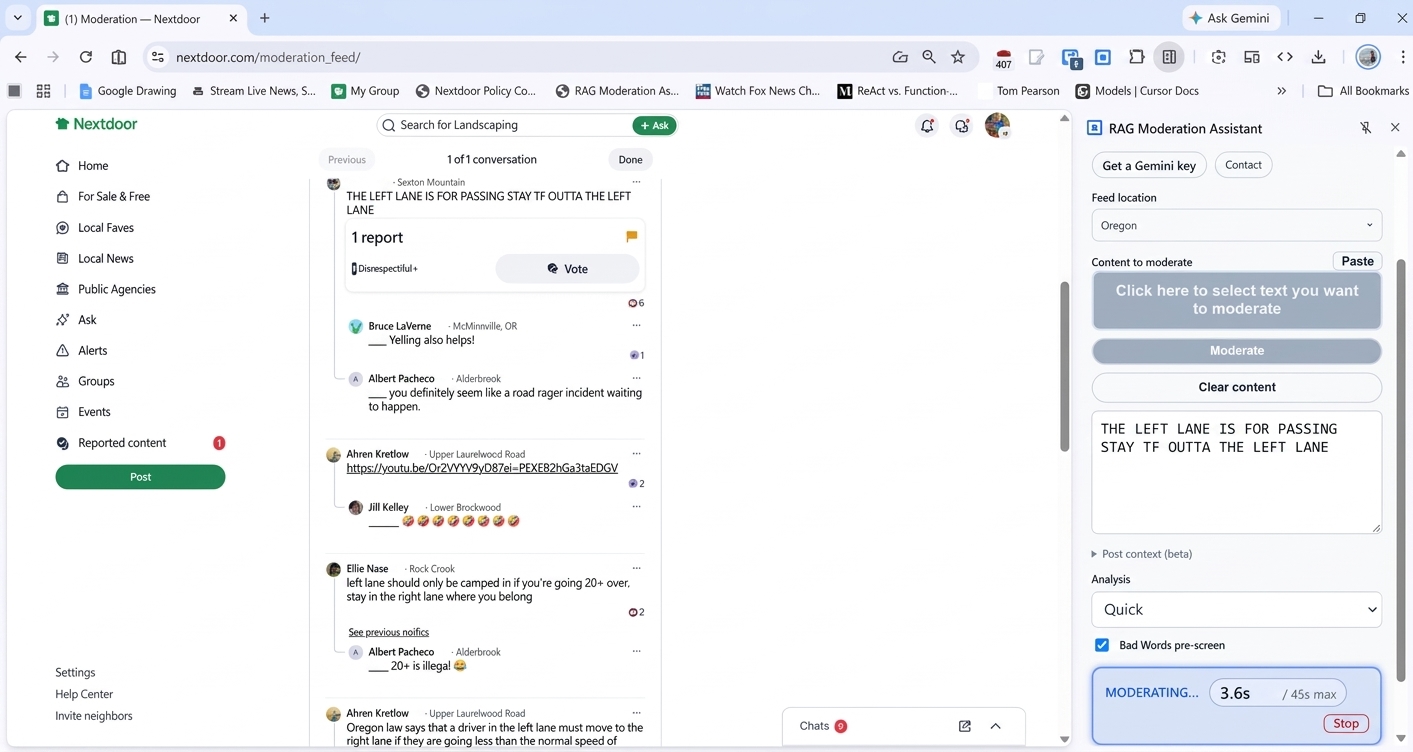 (1) Moderation — Nextdoor
Ask Gemini
nextdoor.com/moderation_feed/
407
Google Drawing
Stream Live News, S...
My Group
Nextdoor Policy Co...
RAG Moderation As...
Watch Fox News Ch...
ReAct vs. Function-...
Tom Pearson
Models | Cursor Docs
All Bookmarks
Nextdoor
Search for Landscaping
+ Ask
Home
For Sale & Free
Local Faves
Local News
Public Agencies
Ask
Alerts
Groups
Events
Reported content 1
Post
Settings
Help Center
Invite neighbors
Previous
1 of 1 conversation
Done
· Sexton Mountain
THE LEFT LANE IS FOR PASSING STAY TF OUTTA THE LEFT
LANE
1 report
Disrespectiful+
Vote
6
Bruce LaVerne · McMinnville, OR
____ Yelling also helps!
1
A Albert Pacheco · Alderbrook
____ you definitely seem like a road rager incident waiting
to happen.
Ahren Kretlow · Upper Laurelwood Road
https://youtu.be/Or2VYYV9yD87ei=PEXEB2hGa3taEDGV
2
Jill Kelley · Lower Brockwood
______ 🤣🤣🤣🤣🤣🤣🤣🤣
Ellie Nase · Rock Crook
left lane should only be camped in if you're going 20+ over.
stay in the right lane where you belong
2
See previous noifics
A Albert Pacheco · Alderbrook
____ 20+ is illega! 😂
Ahren Kretlow · Upper Laurelwood Road
Oregon law says that a driver in the left lane must move to the
right lane if they are going less than the normal speed of
Chats 9
RAG Moderation Assistant
Get a Gemini key
Contact
Feed location
Oregon
Content to moderate
Paste
Click here to select text you want
to moderate
Moderate
Clear content
THE LEFT LANE IS FOR PASSING
STAY TF OUTTA THE LEFT LANE
Post context (beta)
Analysis
Quick
Bad Words pre-screen
MODERATING... 3.6s / 45s max
Stop